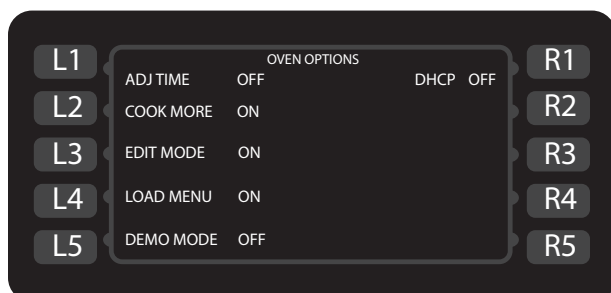 OVEN OPTIONS
L1 ADJ TIME OFF DHCP OFF R1
L2 COOK MORE ON R2
L3 EDIT MODE ON R3
L4 LOAD MENU ON R4
L5 DEMO MODE OFF R5